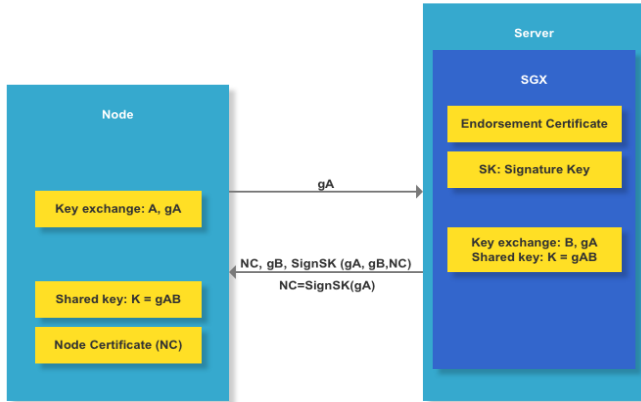 Server
SGX
Node
Endorsement Certificate
SK: Signature Key
gA
Key exchange: A, gA
Key exchange: B, gA
Shared key: K = gAB
NC, gB, SignSK (gA, gB,NC)
NC=SignSK(gA)
Shared key: K = gAB
Node Certificate (NC)